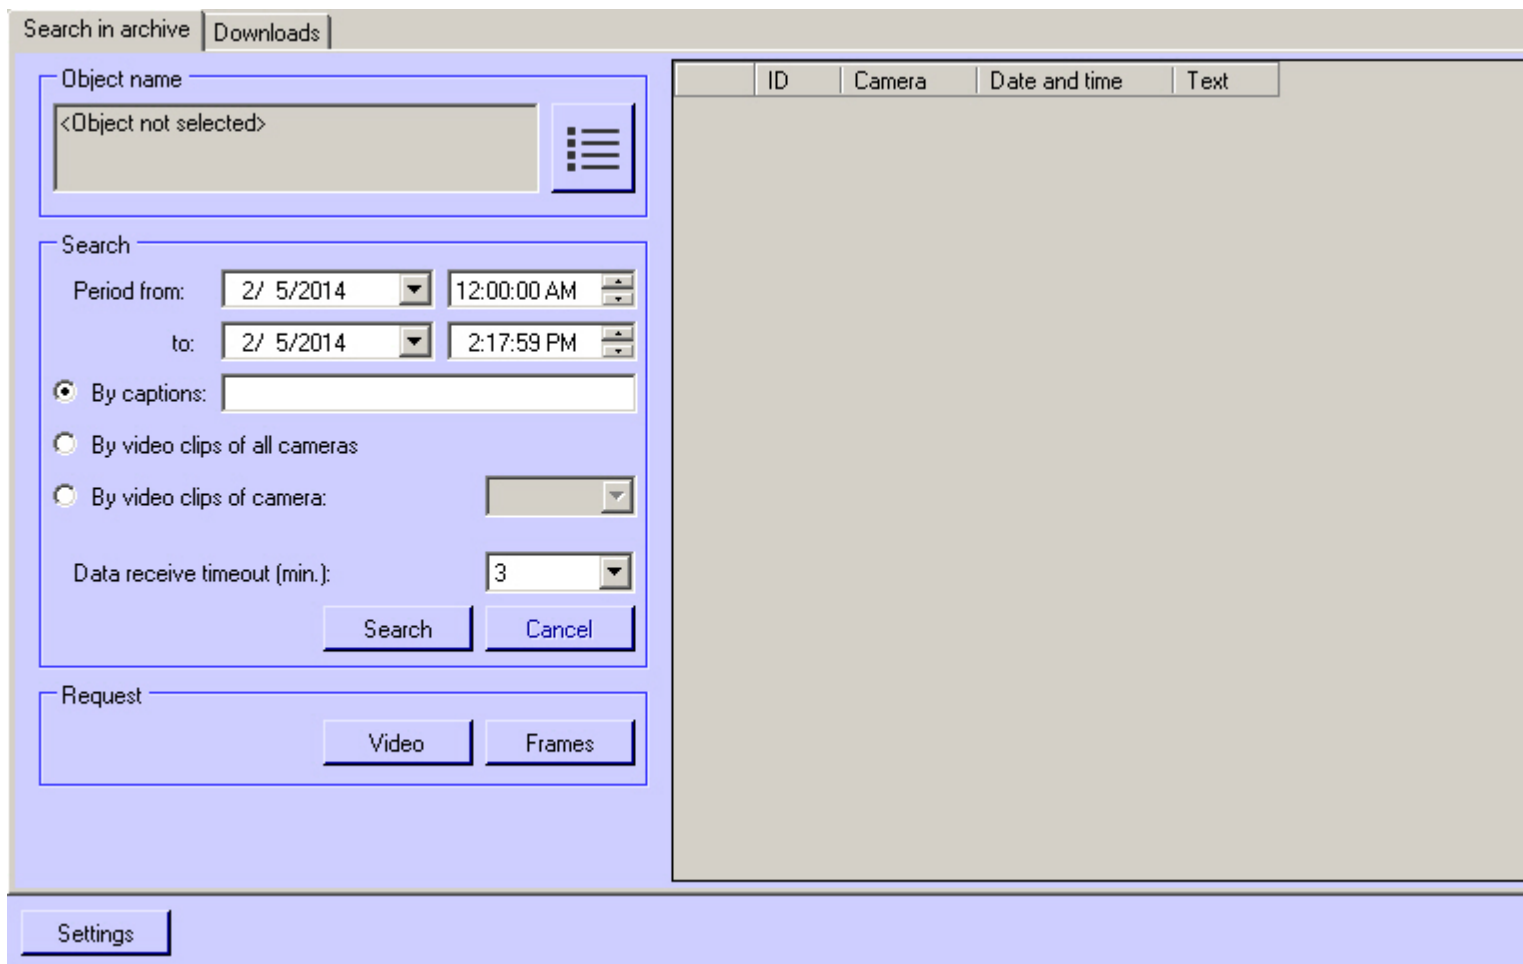 Search in archive Downloads
Object name
<Object not selected>
Search
Period from: 2/ 5/2014 12:00:00 AM
to: 2/ 5/2014 2:17:59 PM
By captions:
By video clips of all cameras
By video clips of camera:
Data receive timeout (min.): 3
Search Cancel
Request
Video Frames
ID Camera Date and time Text
Settings